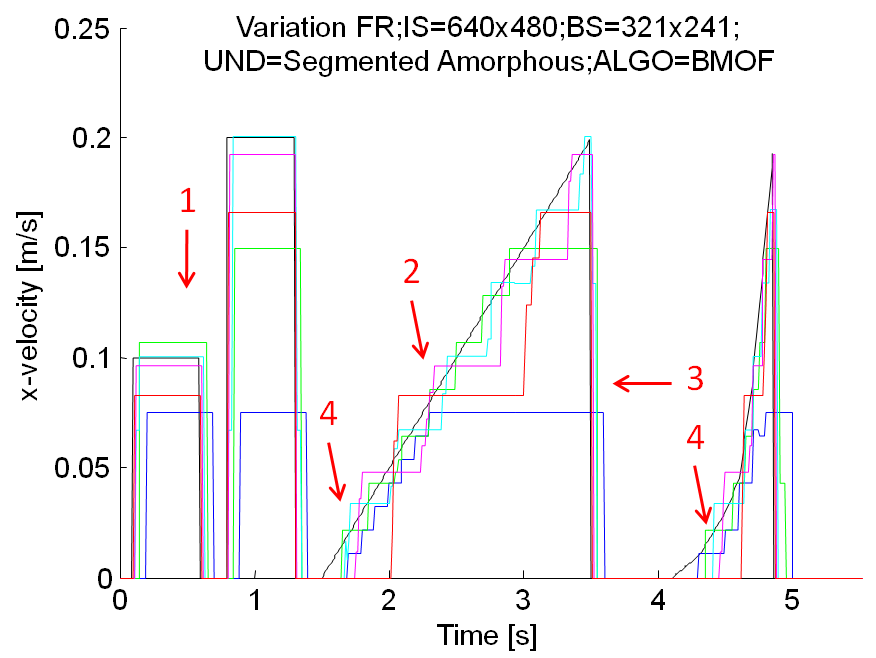 Variation FR;IS=640x480;BS=321x241;
UND=Segmented Amorphous;ALGO=BMOF
0.25
0.2
0.15
0.1
0.05
0
x-velocity [m/s]
1
2
3
4
4
0 1 2 3 4 5
Time [s]